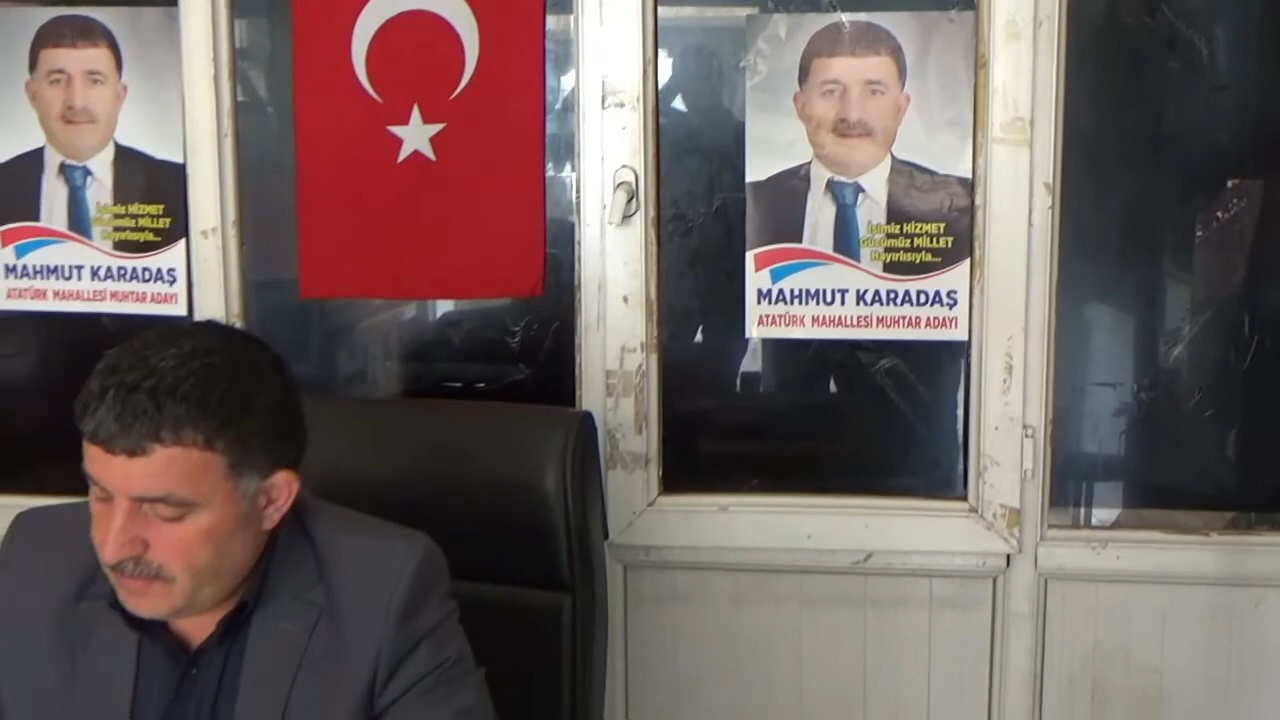 İşimiz HİZMET
Gücümüz MİLLET
Hayırlısıyla...
MAHMUT KARADAŞ
ATATÜRK MAHALLESİ MUHTAR ADAYI
İşimiz HİZMET
Gücümüz MİLLET
Hayırlısıyla...
MAHMUT KARADAŞ
ATATÜRK MAHALLESİ MUHTAR ADAYI